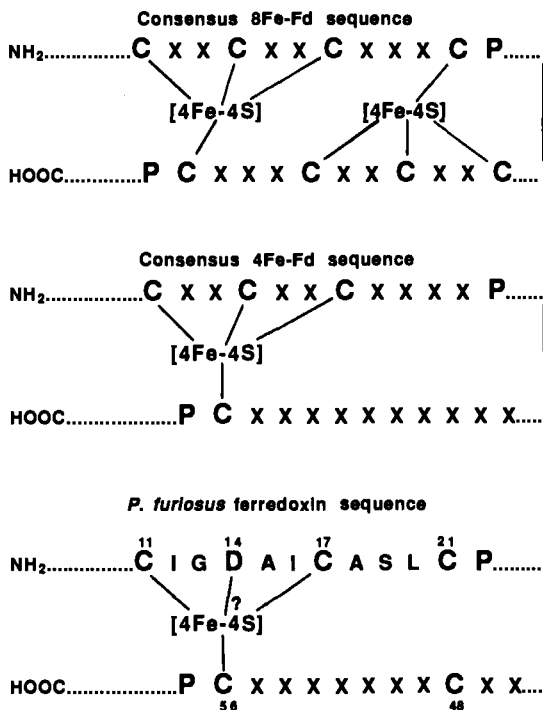 Consensus 8Fe-Fd sequence
NH2..................C x x C x x C x x x C P.......
[4Fe-4S] [4Fe-4S]
HOOC...............P C x x x C x x C x x C.....
Consensus 4Fe-Fd sequence
NH2..................C x x C x x C x x x x P.......
[4Fe-4S]
HOOC....................P C x x x x x x x x x x.....
P. furiosus ferredoxin sequence
11 14 17 21
NH2..................C I G D A I C A S L C P.........
?
[4Fe-4S]
HOOC....................P C x x x x x x x C x x....
56 48